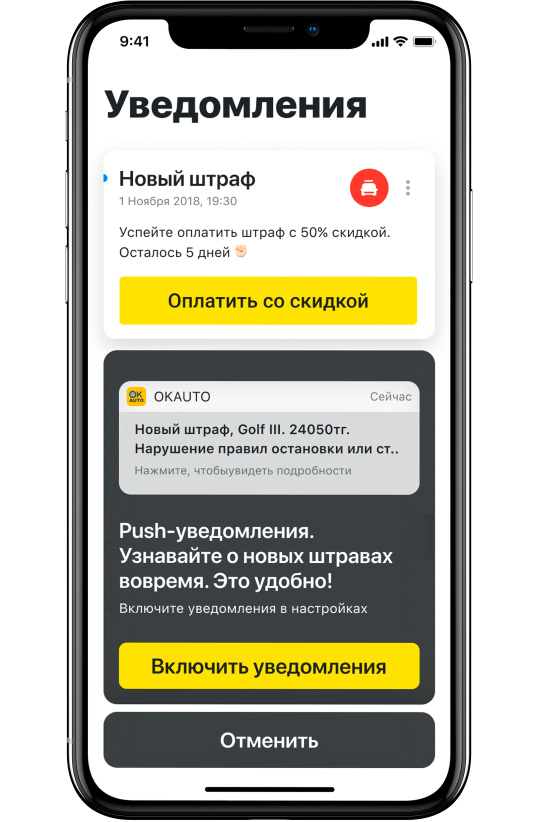 9:41
Уведомления
Новый штраф
1 Ноября 2018, 19:30
Успейте оплатить штраф с 50% скидкой.
Осталось 5 дней
Оплатить со скидкой
OK
AUTO
OKAUTO
Сейчас
Новый штраф, Golf III. 24050тг.
Нарушение правил остановки или ст..
Нажмите, чтобыувидеть подробности
Push-уведомления.
Узнавайте о новых штравах
вовремя. Это удобно!
Включите уведомления в настройках
Включить уведомления
Отменить